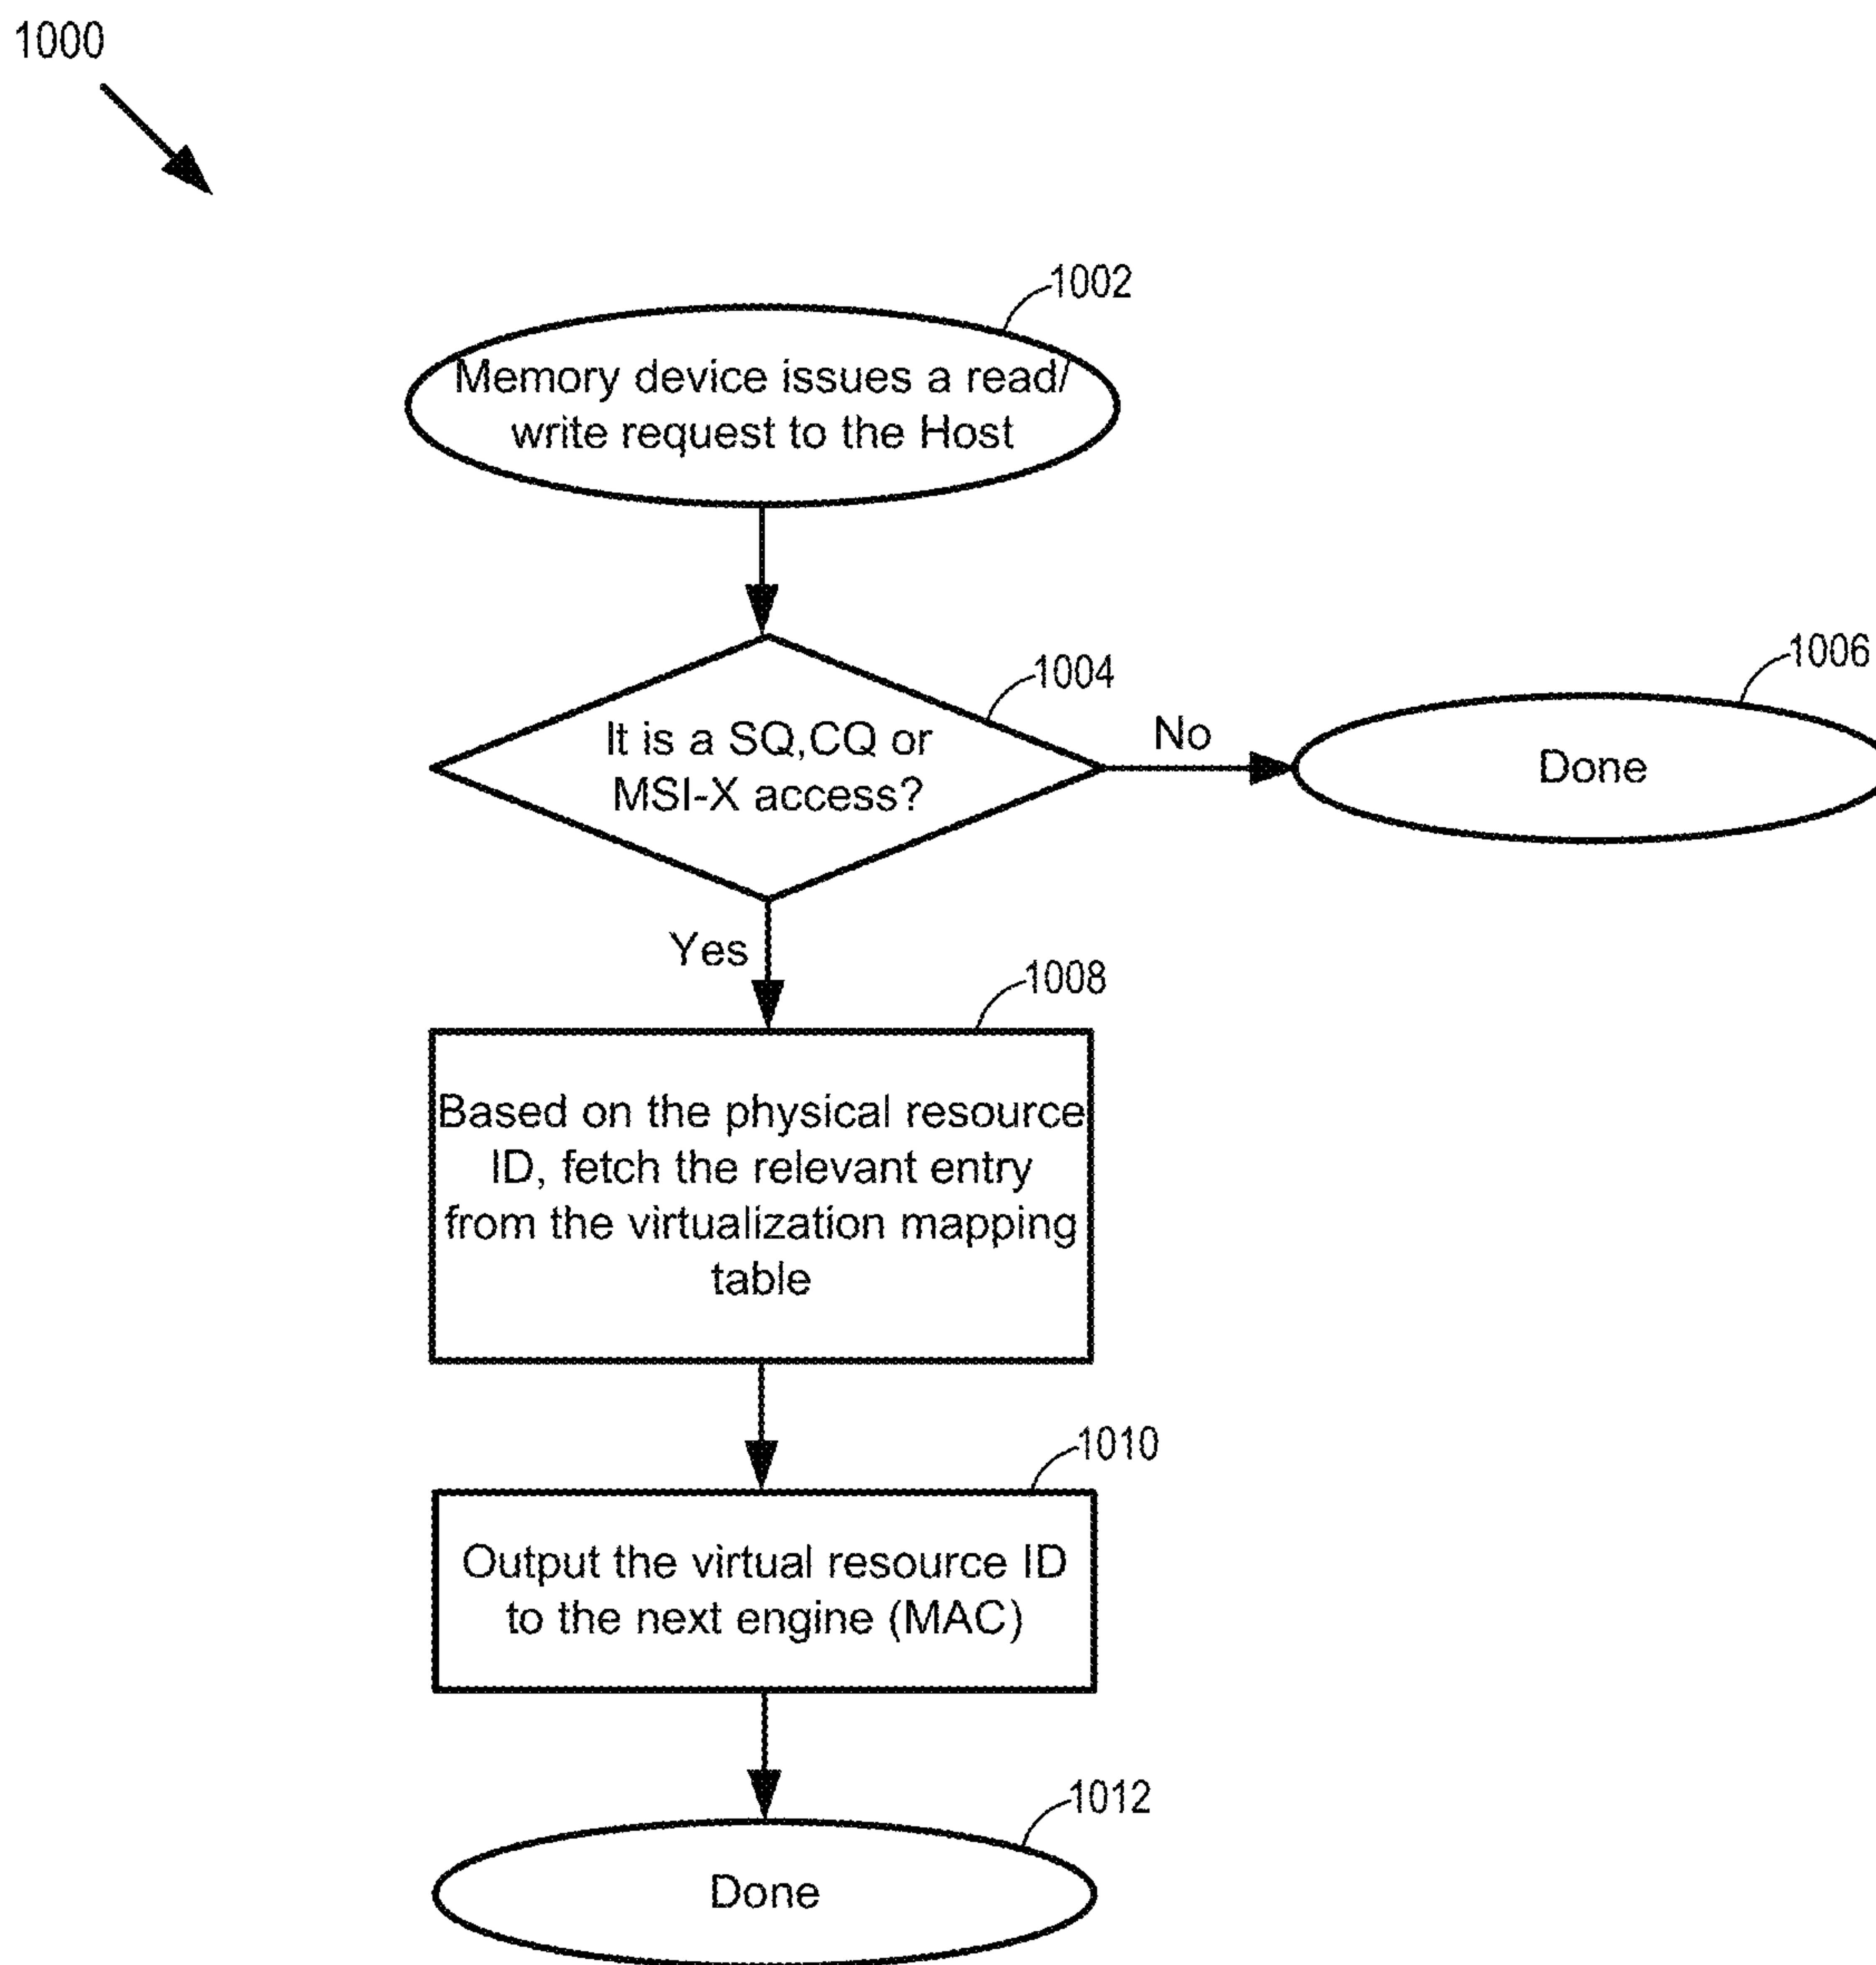 1000
1002
Memory device issues a read/
write request to the Host
1004
It is a SQ,CQ or
MSI-X access?
No
1006
Done
Yes
1008
Based on the physical resource
ID, fetch the relevant entry
from the virtualization mapping
table
1010
Output the virtual resource ID
to the next engine (MAC)
1012
Done